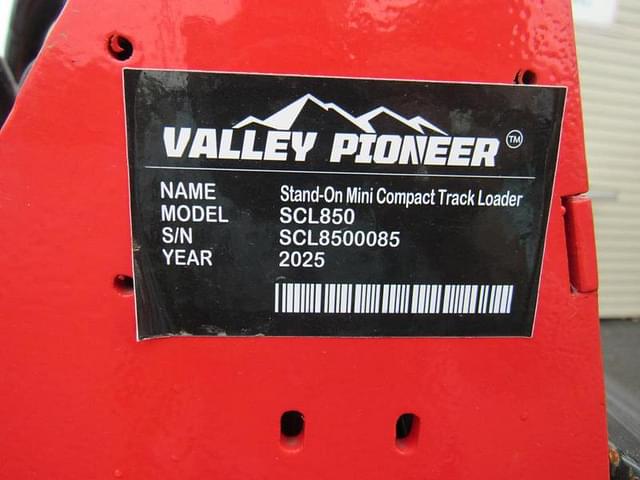 VALLEY PIONEER ™
NAME Stand-On Mini Compact Track Loader
MODEL SCL850
S/N SCL8500085
YEAR 2025